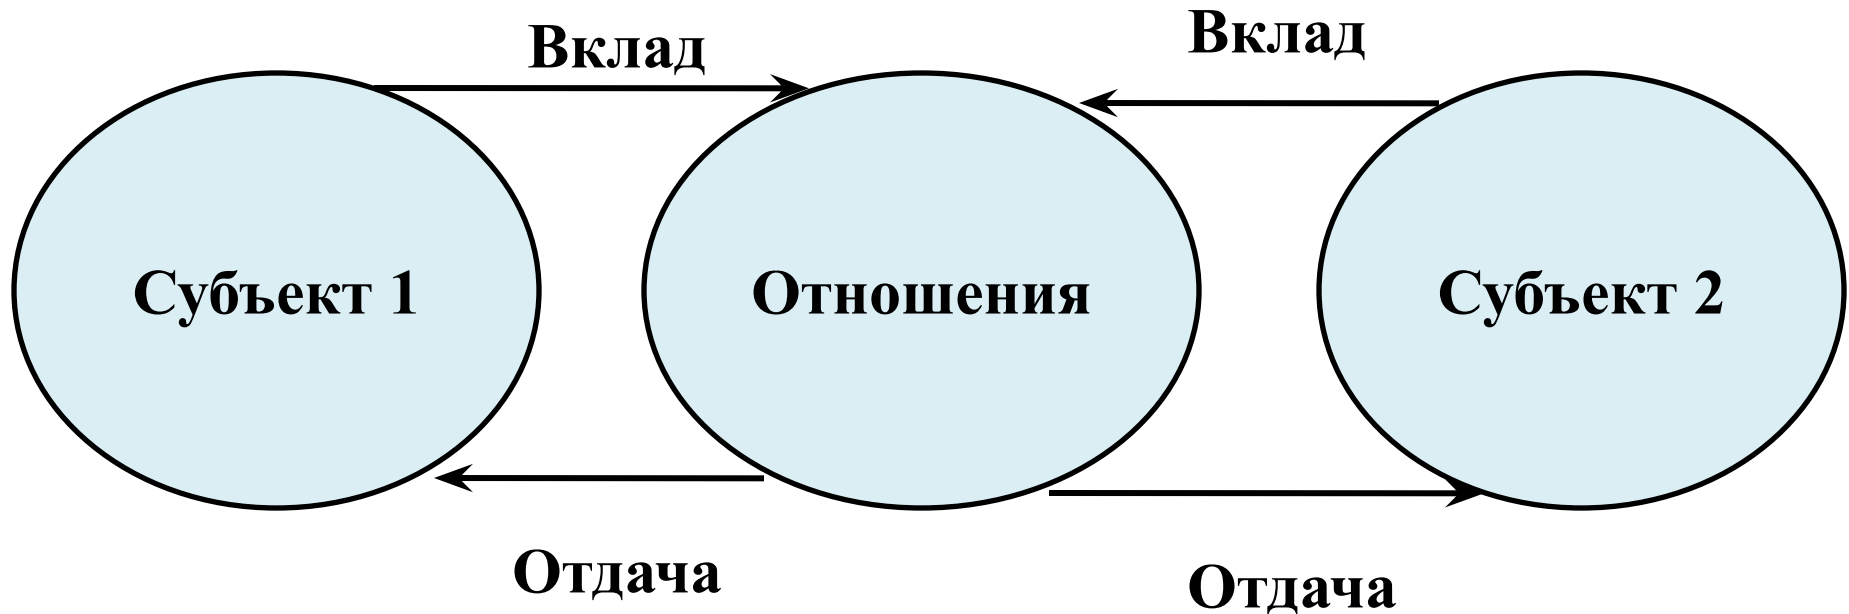 Вклад
Вклад
Субъект 1
Отношения
Субъект 2
Отдача
Отдача